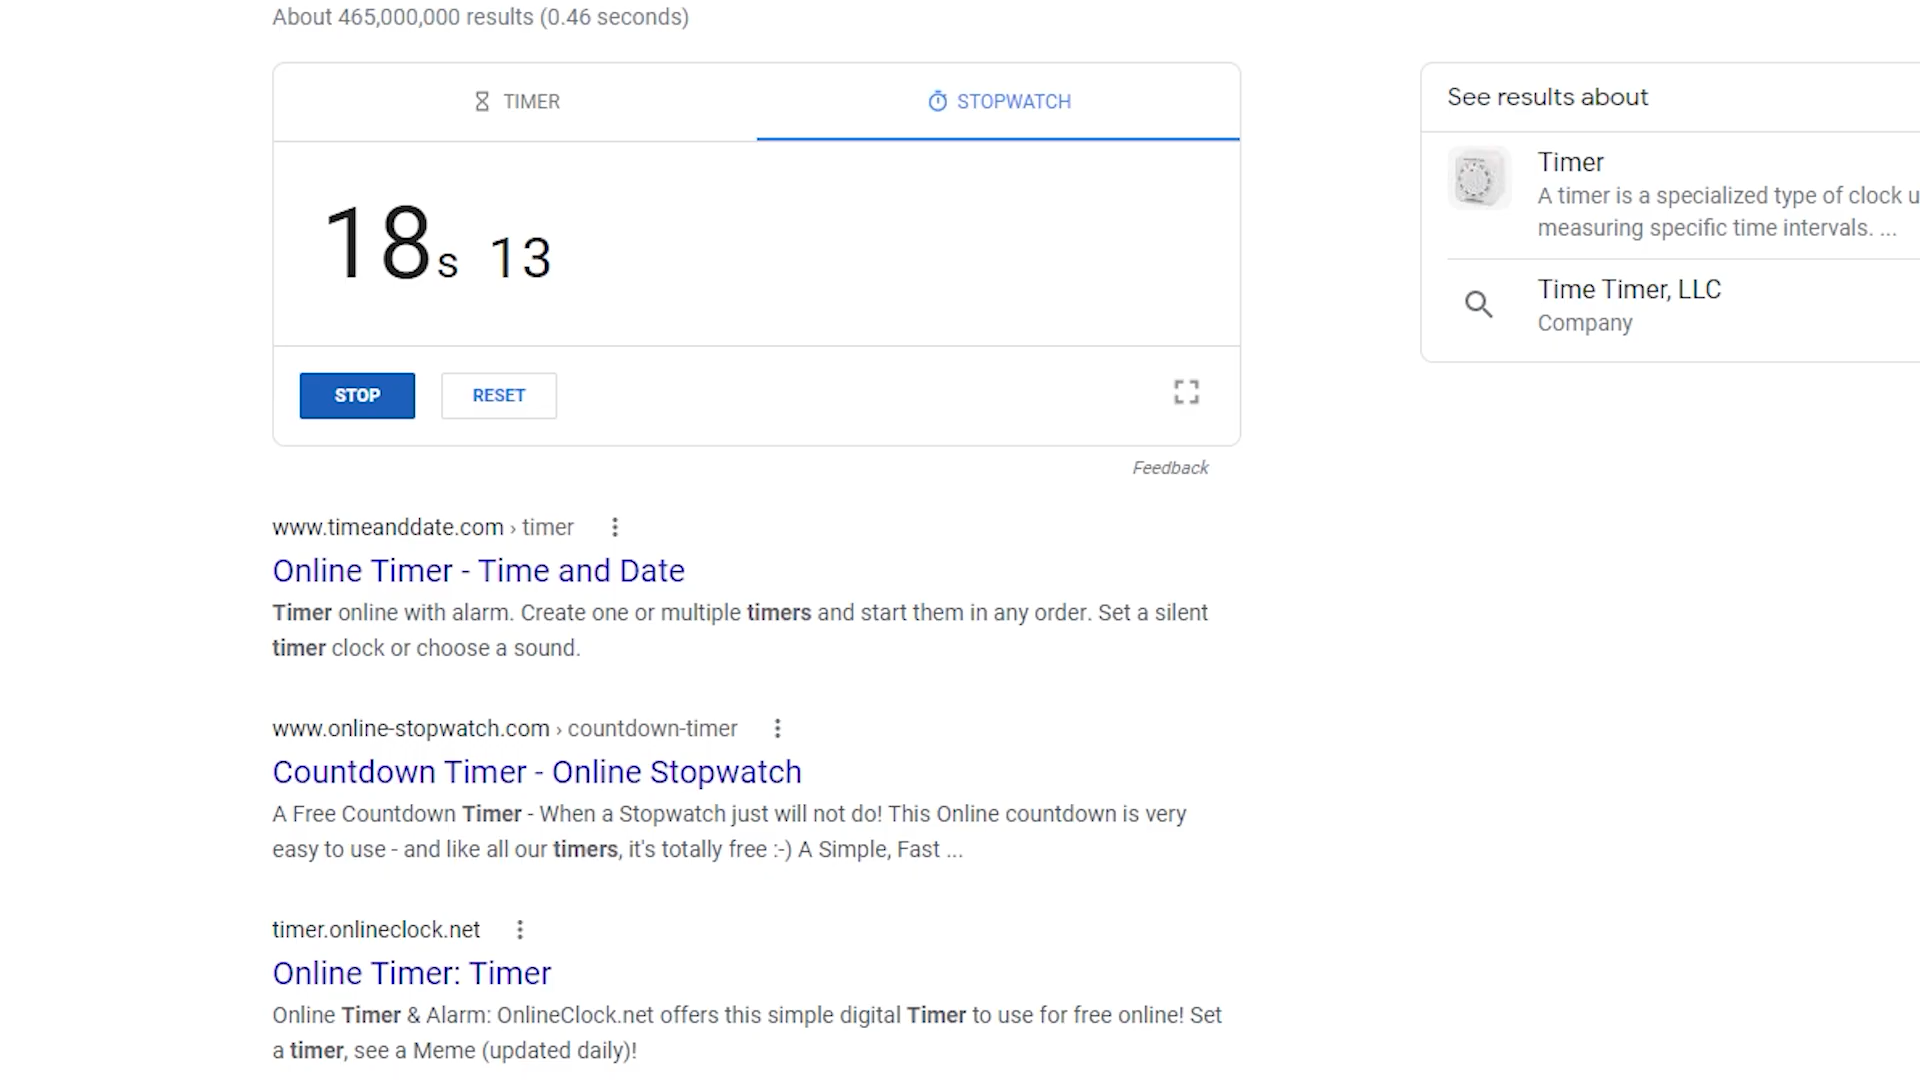 About 465,000,000 results (0.46 seconds)
TIMER
STOPWATCH
18s 13
STOP
RESET
Feedback
www.timeanddate.com › timer
Online Timer - Time and Date
Timer online with alarm. Create one or multiple timers and start them in any order. Set a silent
timer clock or choose a sound.
www.online-stopwatch.com › countdown-timer
Countdown Timer - Online Stopwatch
A Free Countdown Timer - When a Stopwatch just will not do! This Online countdown is very
easy to use - and like all our timers, it's totally free :-) A Simple, Fast ...
timer.onlineclock.net
Online Timer: Timer
Online Timer & Alarm: OnlineClock.net offers this simple digital Timer to use for free online! Set
a timer, see a Meme (updated daily)!
See results about
Timer
A timer is a specialized type of clock u
measuring specific time intervals. ...
Time Timer, LLC
Company